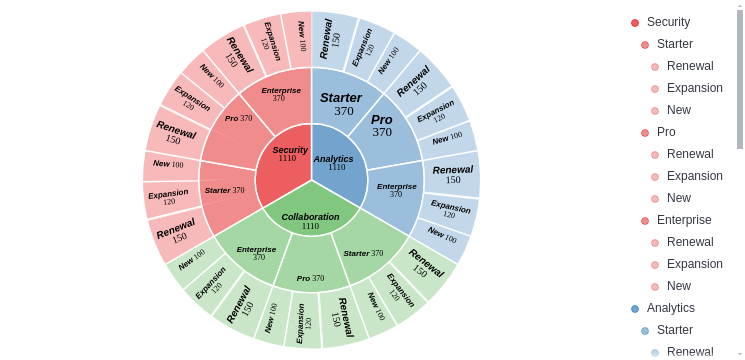 Renewal
150
Expansion
120
New 100
Renewal
150
Expansion
120
New 100
Renewal
150
Expansion
120
New 100
Renewal
150
Expansion
120
New 100
Renewal
150
Expansion
120
New 100
Renewal
150
Expansion
120
New 100
Renewal
150
Expansion
120
New 100
Renewal
150
Expansion
120
New 100
Renewal
150
Expansion
120
New 100
Starter
370
Pro
370
Enterprise
370
Starter 370
Pro 370
Enterprise
370
Starter 370
Pro 370
Enterprise
370
Security
1110
Analytics
1110
Collaboration
1110
Security
Starter
Renewal
Expansion
New
Pro
Renewal
Expansion
New
Enterprise
Renewal
Expansion
New
Analytics
Starter
Renewal